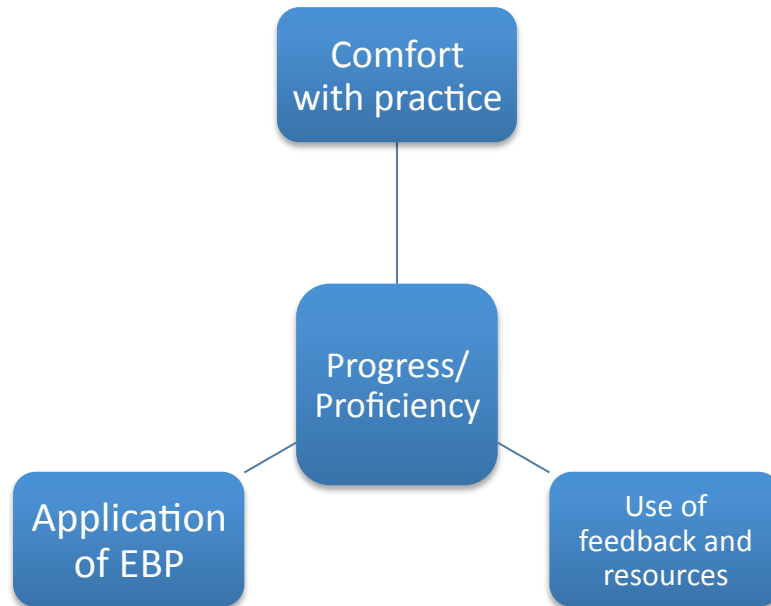 Comfort
with practice
Progress/
Proficiency
Application
of EBP
Use of
feedback and
resources